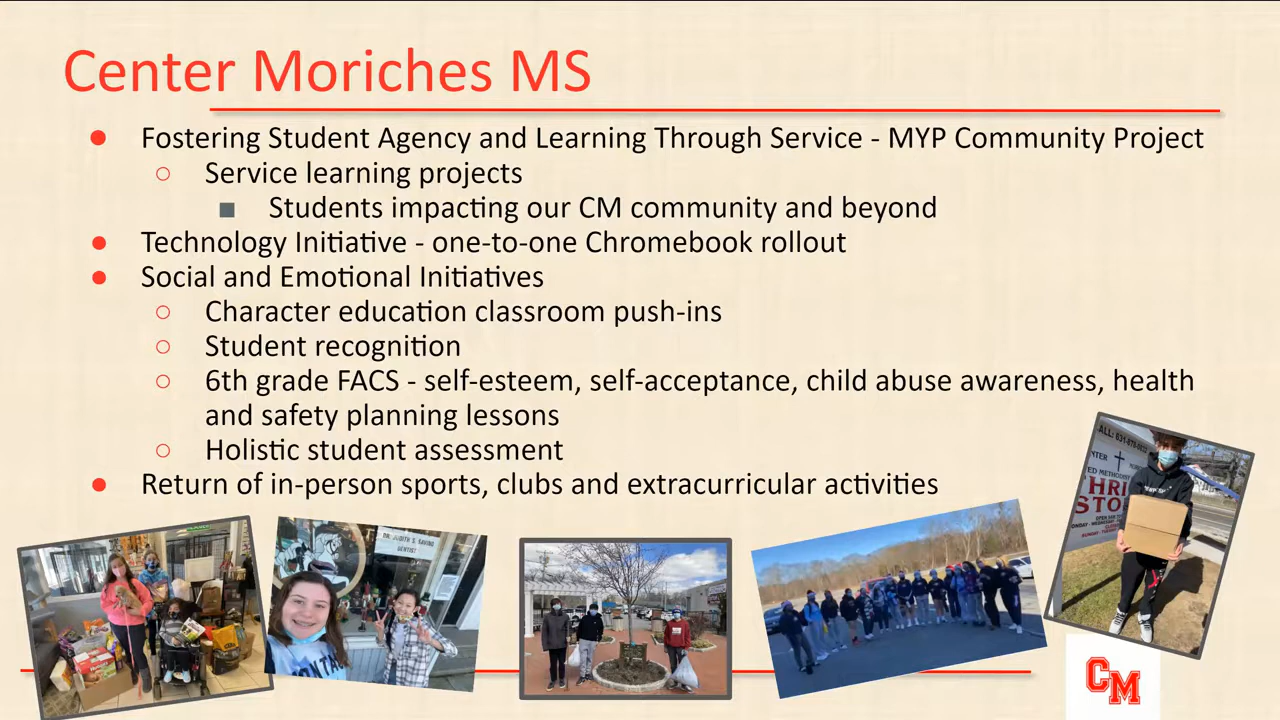 Center Moriches MS
● Fostering Student Agency and Learning Through Service - MYP Community Project
○ Service learning projects
■ Students impacting our CM community and beyond
● Technology Initiative - one-to-one Chromebook rollout
● Social and Emotional Initiatives
○ Character education classroom push-ins
○ Student recognition
○ 6th grade FACS - self-esteem, self-acceptance, child abuse awareness, health
and safety planning lessons
○ Holistic student assessment
● Return of in-person sports, clubs and extracurricular activities
DENTIST
CM